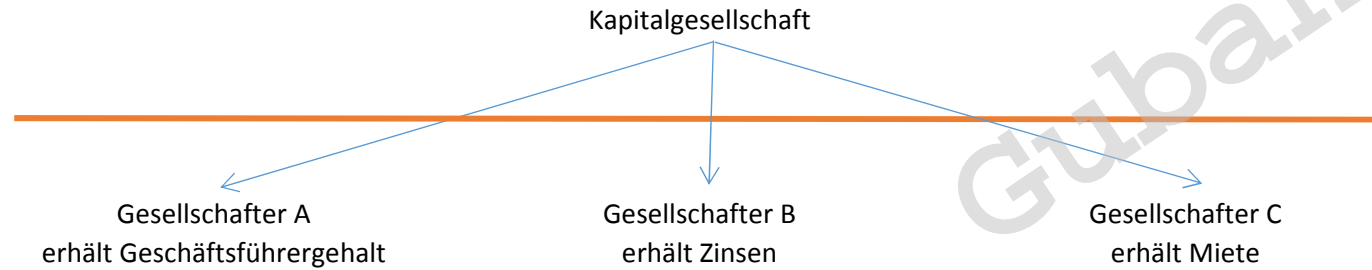 Kapitalgesellschaft
Gesellschafter A
erhält Geschäftsführergehalt
Gesellschafter B
erhält Zinsen
Gesellschafter C
erhält Miete